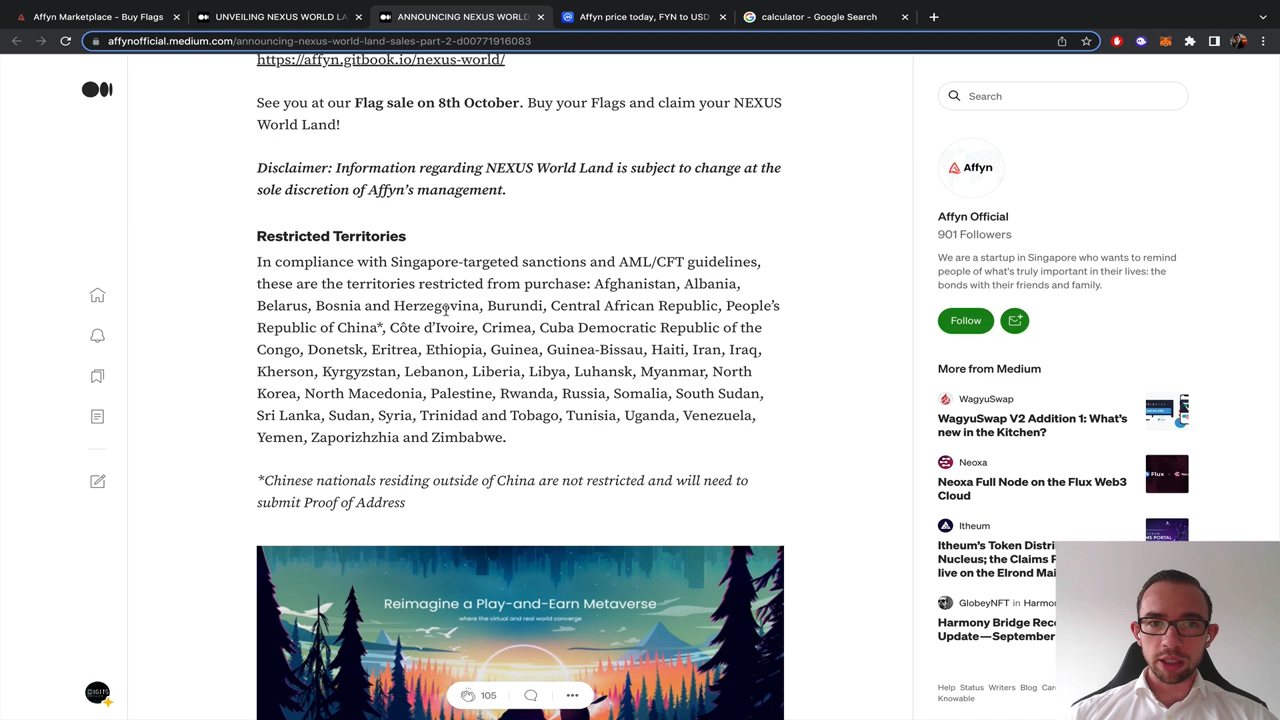 Affyn Marketplace - Buy Flags
UNVEILING NEXUS WORLD LA
ANNOUNCING NEXUS WORLD
Affyn price today, FYN to USD
calculator - Google Search
affynofficial.medium.com/announcing-nexus-world-land-sales-part-2-d00771916083
https://affyn.gitbook.io/nexus-world/
See you at our Flag sale on 8th October. Buy your Flags and claim your NEXUS
World Land!
Disclaimer: Information regarding NEXUS World Land is subject to change at the
sole discretion of Affyn's management.
Restricted Territories
In compliance with Singapore-targeted sanctions and AML/CFT guidelines,
these are the territories restricted from purchase: Afghanistan, Albania,
Belarus, Bosnia and Herzegovina, Burundi, Central African Republic, People's
Republic of China*, Côte d'Ivoire, Crimea, Cuba Democratic Republic of the
Congo, Donetsk, Eritrea, Ethiopia, Guinea, Guinea-Bissau, Haiti, Iran, Iraq,
Kherson, Kyrgyzstan, Lebanon, Liberia, Libya, Luhansk, Myanmar, North
Korea, North Macedonia, Palestine, Rwanda, Russia, Somalia, South Sudan,
Sri Lanka, Sudan, Syria, Trinidad and Tobago, Tunisia, Uganda, Venezuela,
Yemen, Zaporizhzhia and Zimbabwe.
*Chinese nationals residing outside of China are not restricted and will need to
submit Proof of Address
Reimagine a Play-and-Earn Metaverse
where the virtual and real world converge
105
Search
Affyn
Affyn Official
901 Followers
We are a startup in Singapore who wants to remind
people of what's truly important in their lives: the
bonds with their friends and family.
Follow
More from Medium
WagyuSwap
WagyuSwap V2 Addition 1: What's
new in the Kitchen?
Neoxa
Neoxa Full Node on the Flux Web3
Cloud
Itheum
Itheum's Token Distri
Nucleus; the Claims P
live on the Elrond Mai
GlobeyNFT in Harmo
Harmony Bridge Reco
Update—September
Help Status Writers Blog Care
Knowable